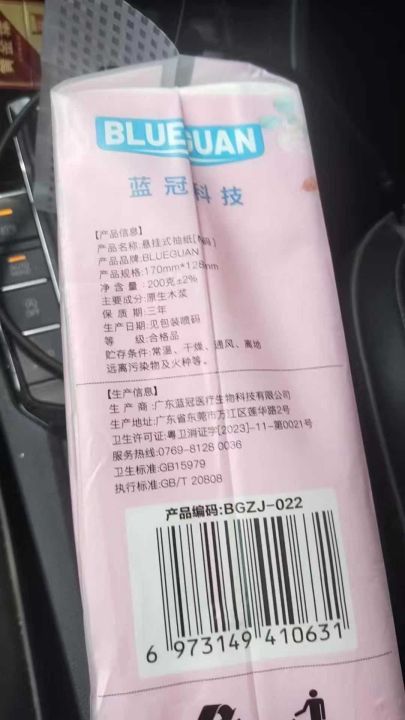 BLUEGUAN
蓝冠科技
【产品信息】
产品名称:悬挂式抽纸
产品品牌:BLUEGUAN
产品规格:170mm*128mm
净含量:200克±2%
主要成分:原生木浆
保质期:三年
生产日期:见包装喷码
等级:合格品
贮存条件:常温、干燥、通风、离地
远离污染物及火种等。
【生产信息】
生产商:广东蓝冠医疗生物科技有限公司
生产地址:广东省东莞市万江区莲华路2号
卫生许可证:粤卫消证字[2023]-11-第0021号
服务热线:0769-8128 0036
卫生标准:GB15979
执行标准:GB/T 20808
产品编码:BGZJ-022
6 973149 410631